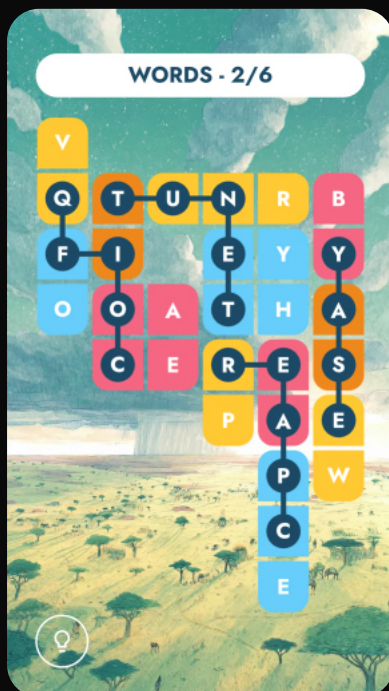 WORDS - 2/6
V
Q T U N R B
F I E Y Y
O O A T H A
C E R E S
P A E
P W
C
E